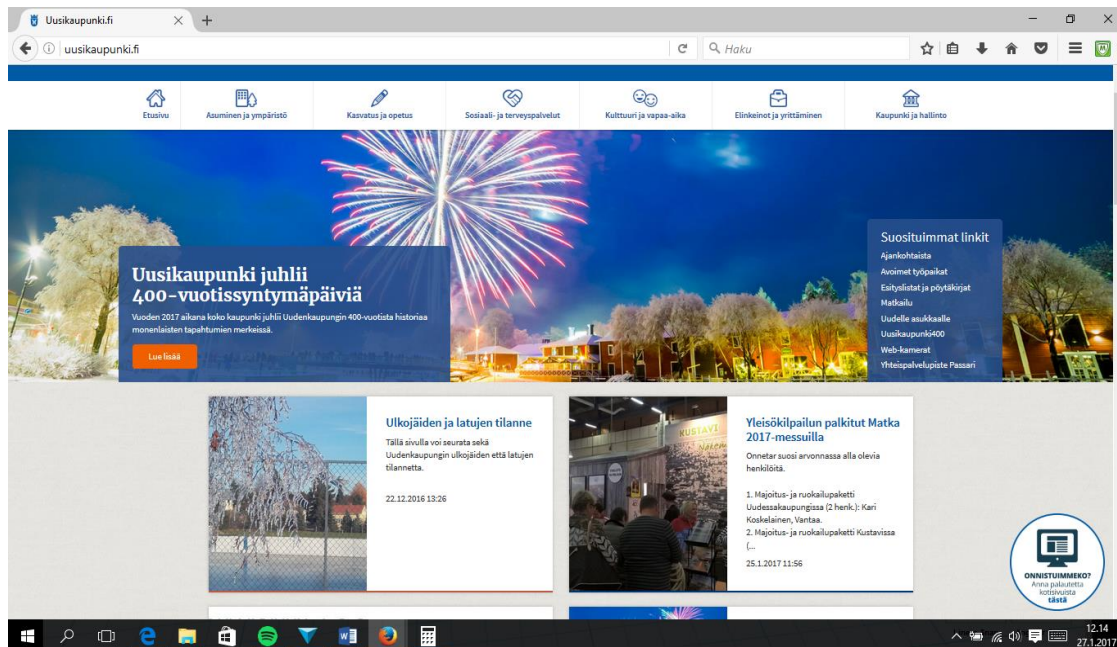 Uusikaupunki.fi
uusikaupunki.fi
Haku
Etusivu
Asuminen ja ympäristö
Kasvatus ja opetus
Sosiaali- ja terveyspalvelut
Kulttuuri ja vapaa-aika
Elinkeinot ja yrittäminen
Kaupunki ja hallinto
Uusikaupunki juhlii
400-vuotissyntymäpäiviä
Vuoden 2017 aikana koko kaupunki juhlii Uudenkaupungin 400-vuotista historiaa
monenlaisten tapahtumien merkeissä.
Lue lisää
Suosituimmat linkit
Ajankohtaista
Avoimet työpaikat
Esityslistat ja pöytäkirjat
Matkailu
Uudelle asukkaalle
Uusikaupunki400
Web-kamerat
Yhteispalvelupiste Passari
Ulkojäiden ja latujen tilanne
Tällä sivulla voi seurata sekä
Uudenkaupungin ulkojäiden että latujen
tilannetta.
22.12.2016 13:26
KUSTAVI
Yleisökilpailun palkitut Matka
2017-messuilla
Onnetar suosi arvonnassa alla olevia
henkilöitä.
1. Majoitus- ja ruokailupaketti
Uudessakaupungissa (2 henk.): Kari
Koskelainen, Vantaa.
2. Majoitus- ja ruokailupaketti Kustavissa
(...
25.1.2017 11:56
ONNISTUIMMEKO?
Anna palautetta
kotisivuista
tästä
12.14
27.1.2017